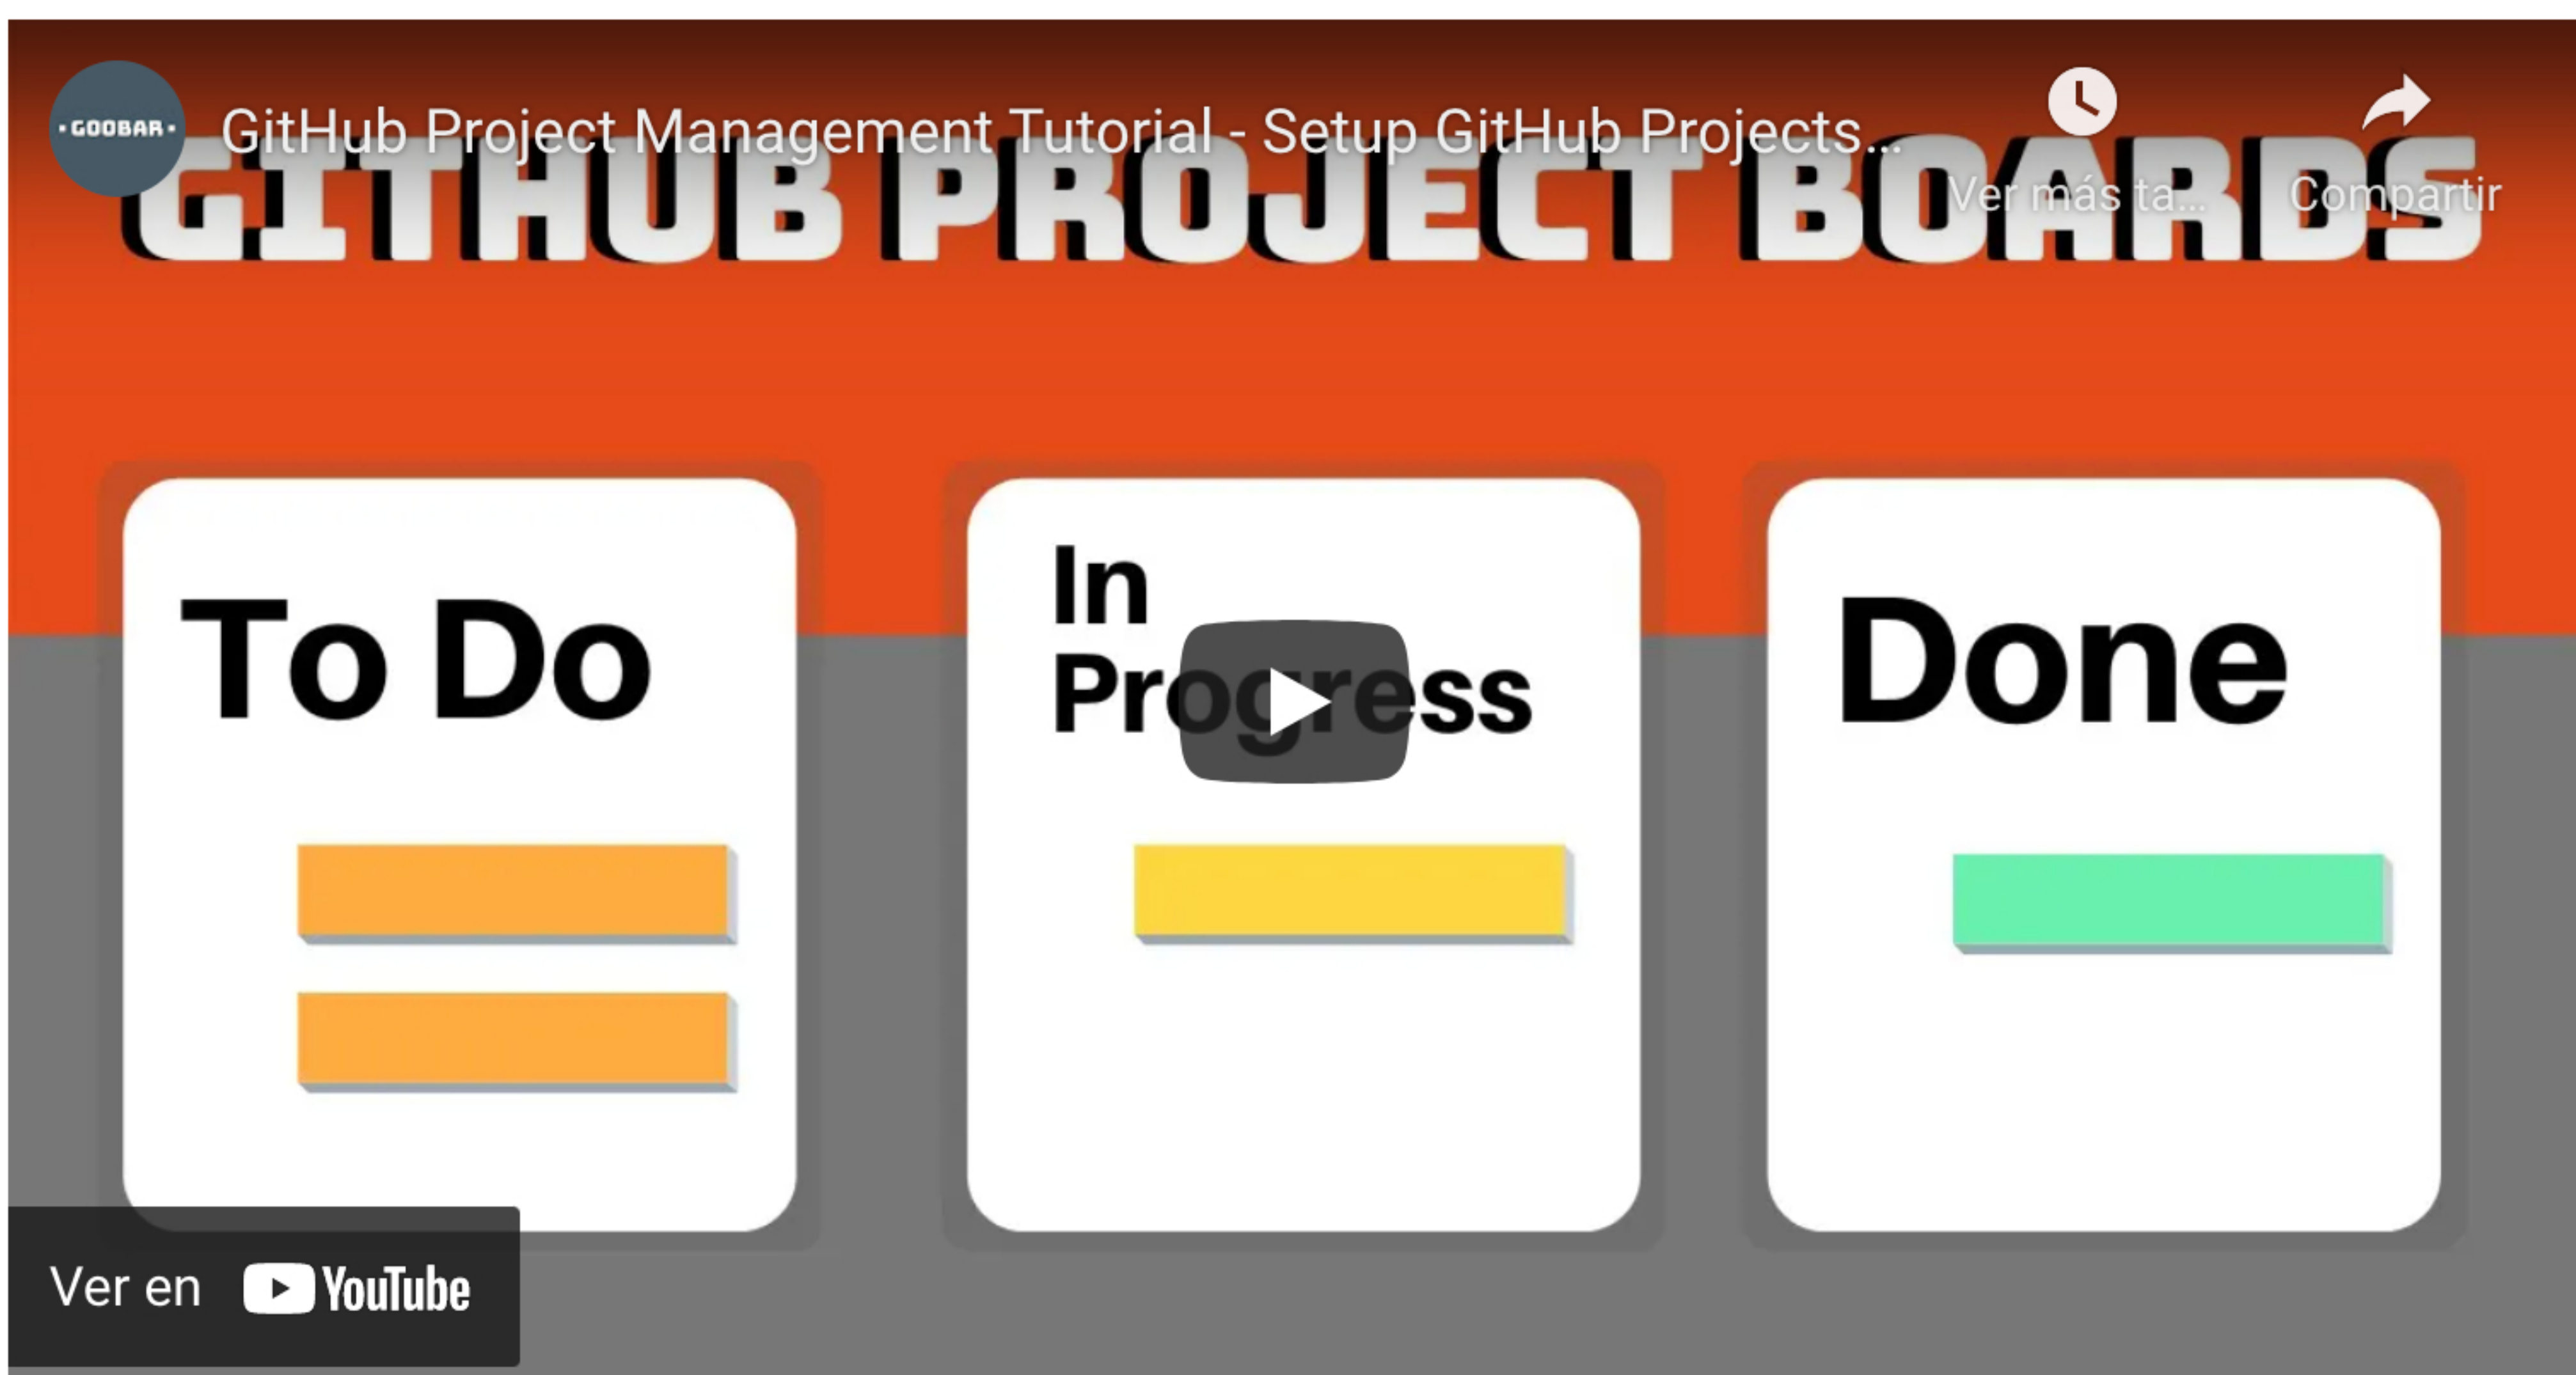 ·GOOBAR·
GitHub Project Management Tutorial - Setup GitHub Projects...
Ver más ta...
Compartir
GITHUB PROJECT BOARDS
To Do
In
Progress
Done
Ver en YouTube